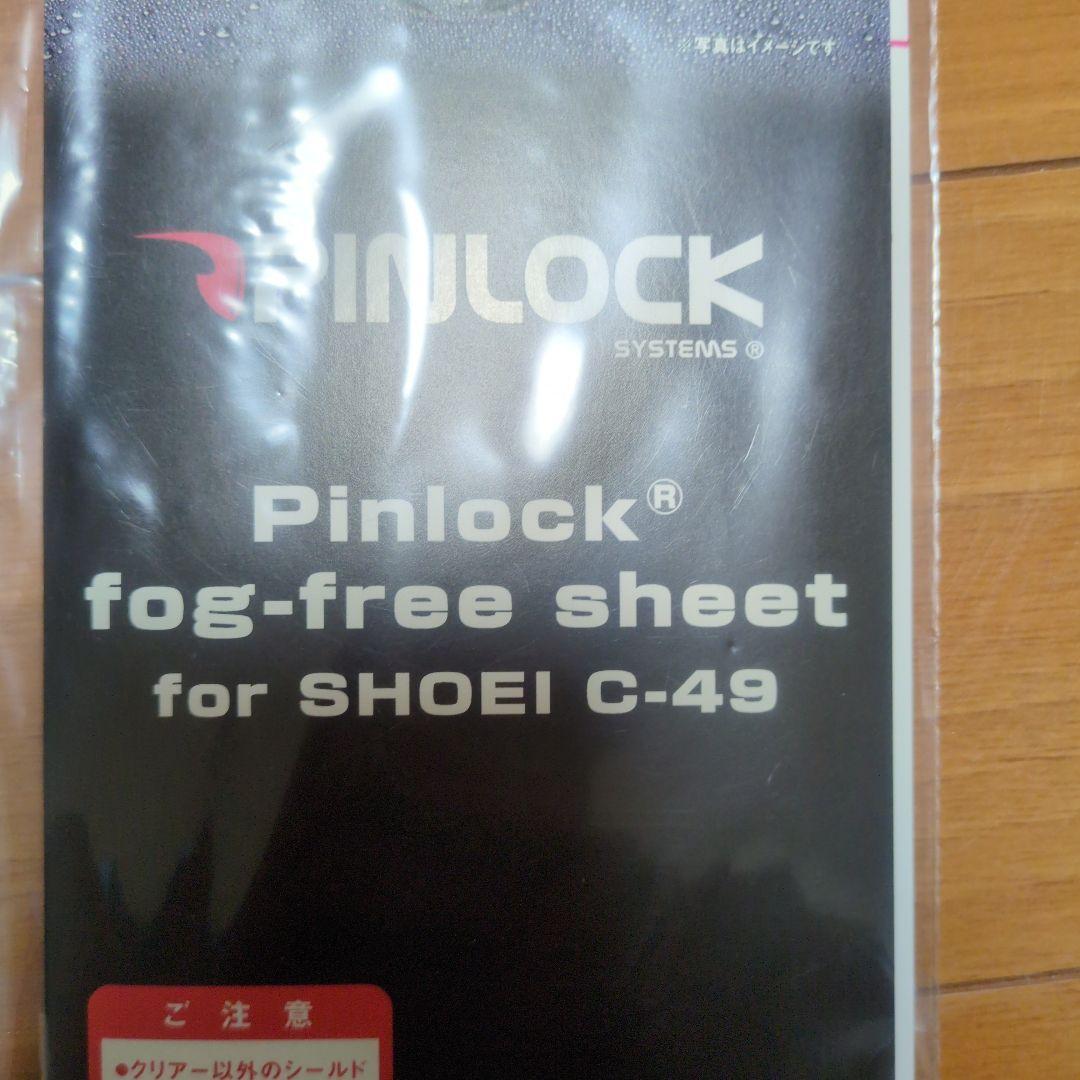 ※写真はイメージです
PINLOCK
SYSTEMS®
Pinlock®
fog-free sheet
for SHOEI C-49
ご注意
●クリアー以外のシールド